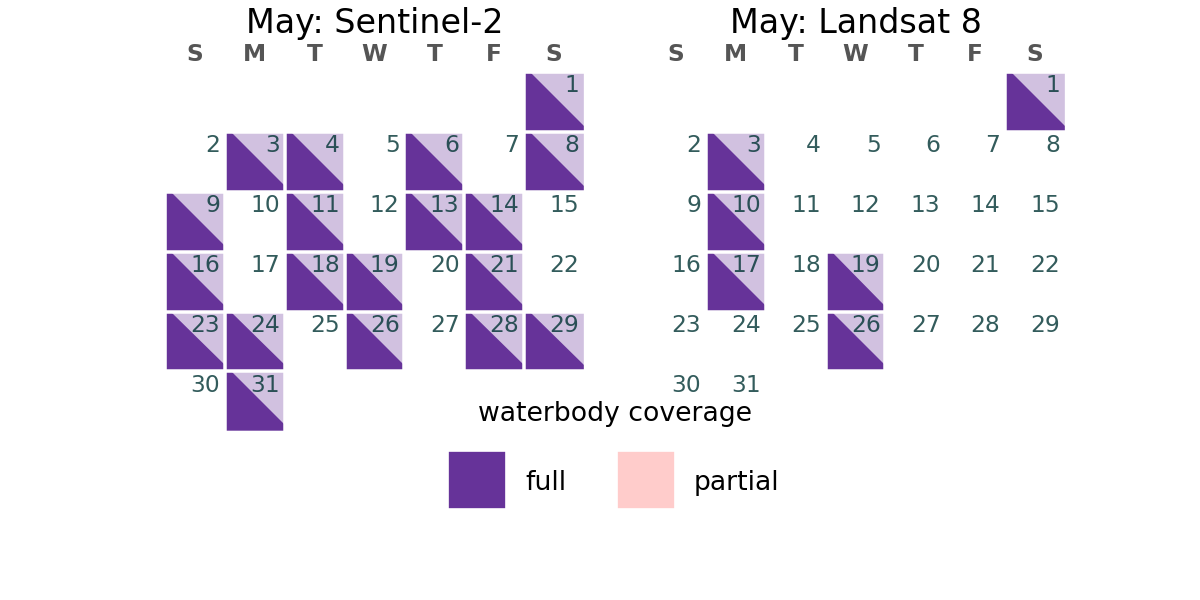 May: Sentinel-2
S M T W T F S
1
2 3 4 5 6 7 8
9 10 11 12 13 14 15
16 17 18 19 20 21 22
23 24 25 26 27 28 29
30 31
May: Landsat 8
S M T W T F S
1
2 3 4 5 6 7 8
9 10 11 12 13 14 15
16 17 18 19 20 21 22
23 24 25 26 27 28 29
30 31
waterbody coverage
full partial